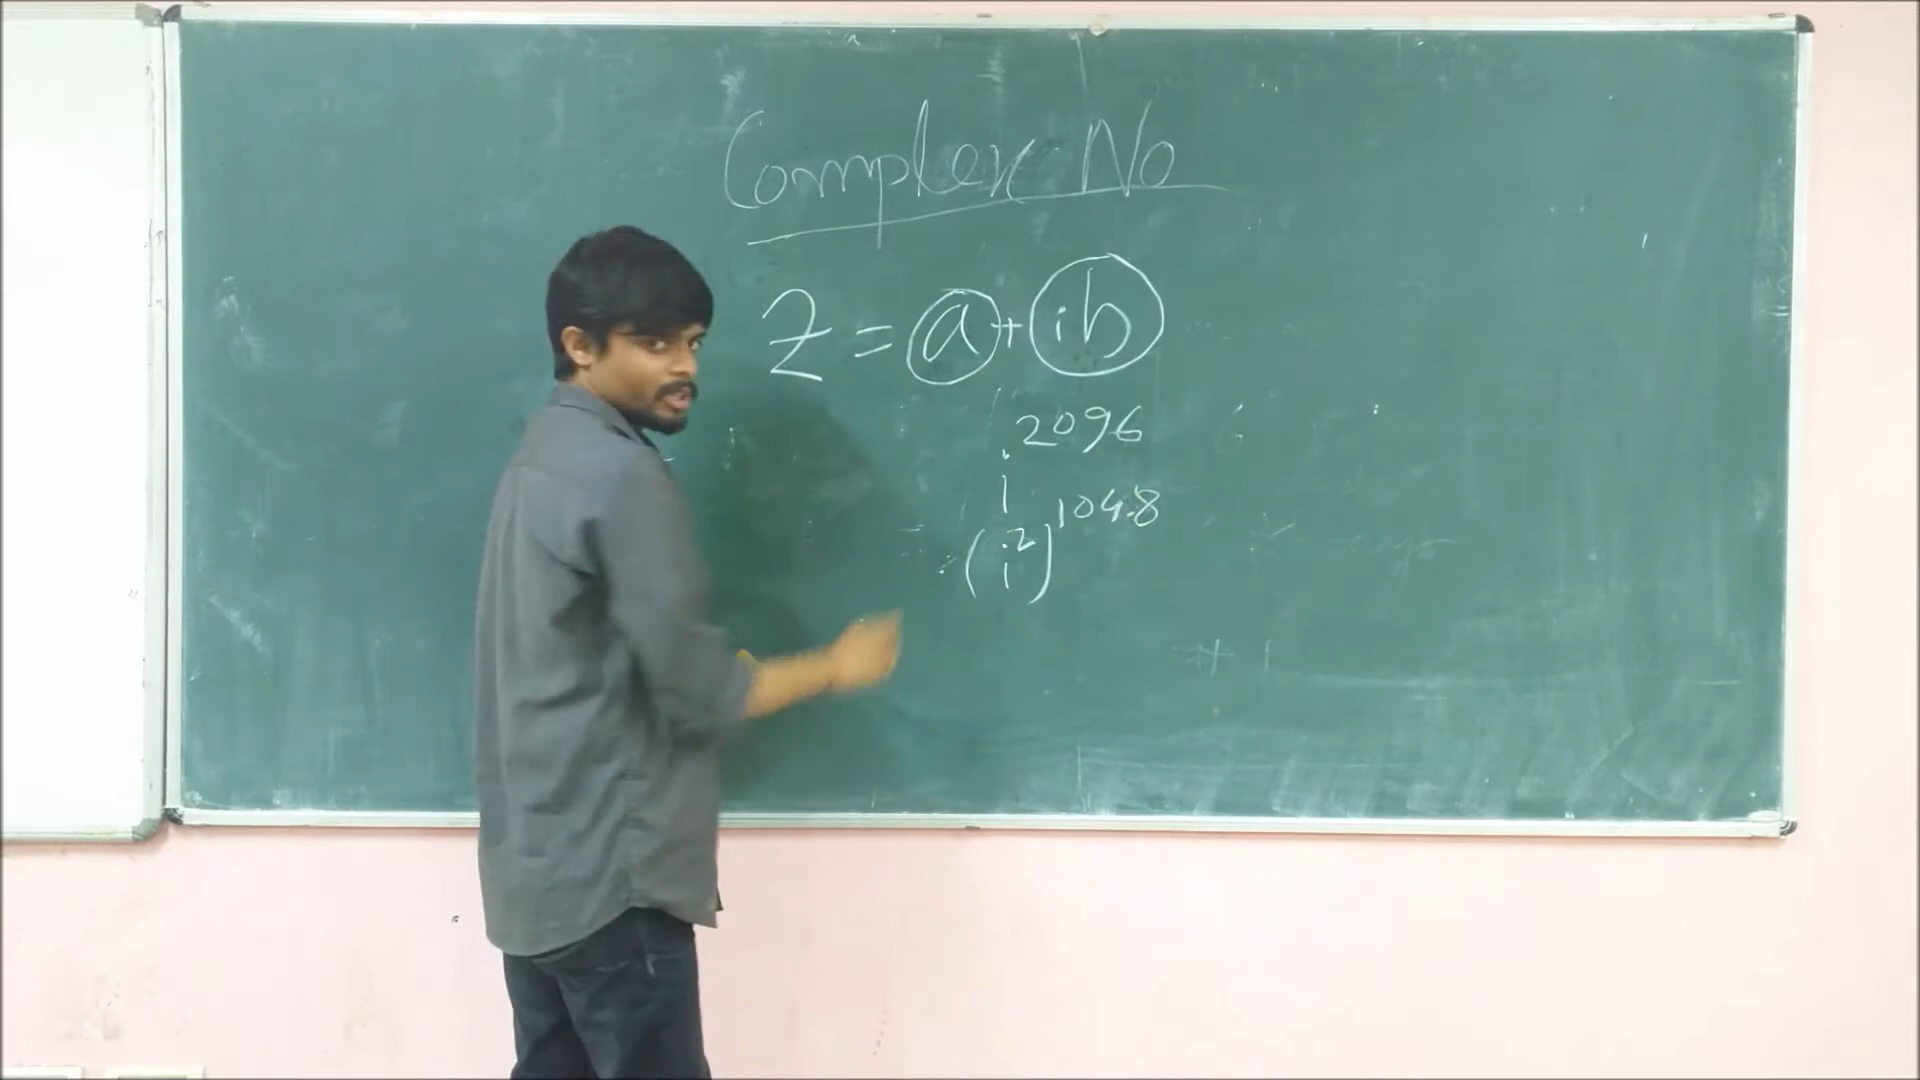 Complex No
Z = a + ib
i^2096
= (i^2)^1048